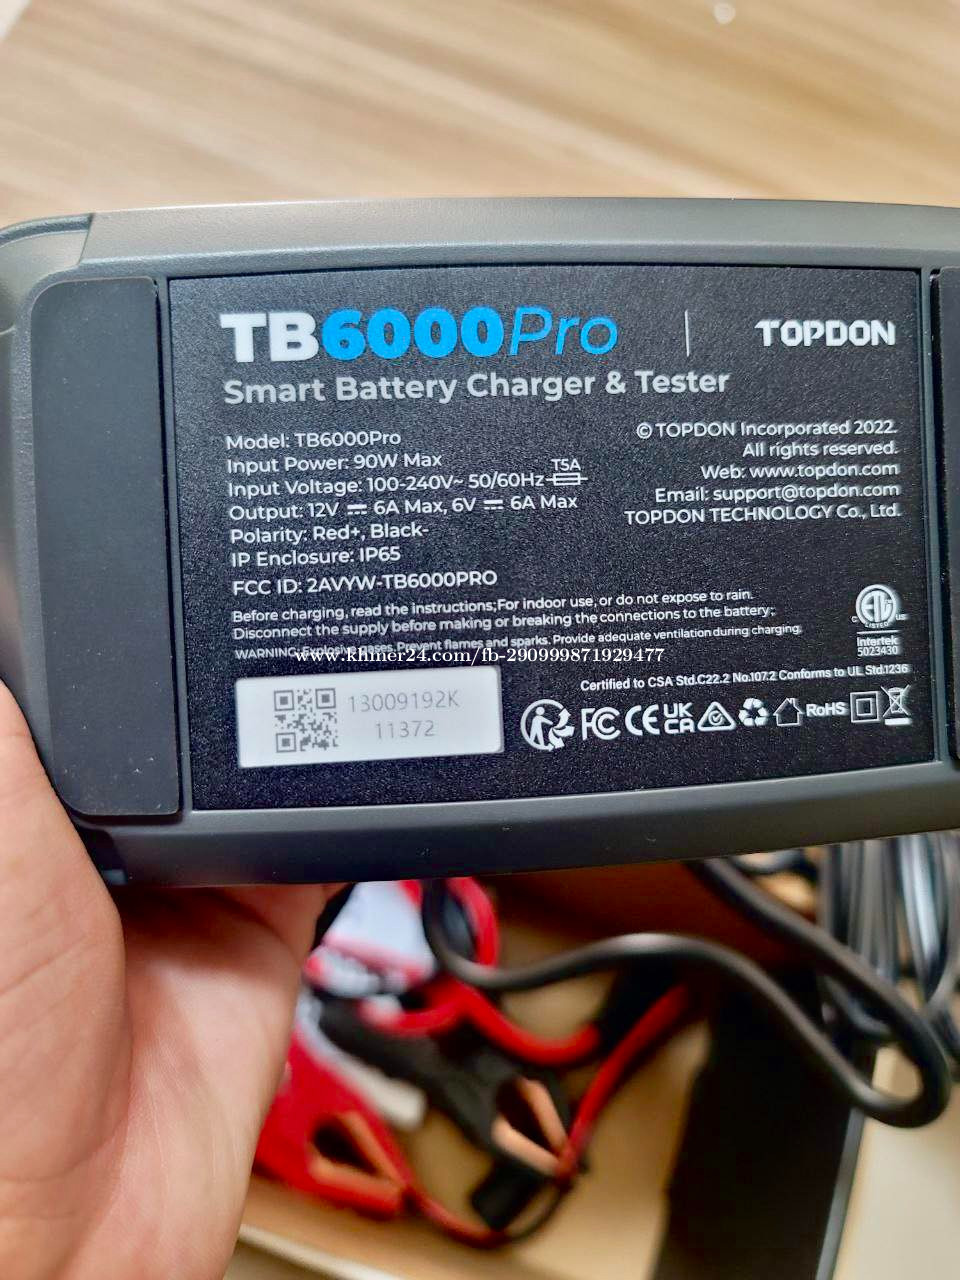 TB6000Pro
TOPDON
Smart Battery Charger & Tester
Model: TB6000Pro
Input Power: 90W Max
Input Voltage: 100-240V~ 50/60Hz T5A
Output: 12V ⎓ 6A Max, 6V ⎓ 6A Max
Polarity: Red+, Black-
IP Enclosure: IP65
FCC ID: 2AVYW-TB6000PRO
© TOPDON Incorporated 2022.
All rights reserved.
Web: www.topdon.com
Email: support@topdon.com
TOPDON TECHNOLOGY Co., Ltd.
Before charging, read the instructions;For indoor use, or do not expose to rain.
Disconnect the supply before making or breaking the connections to the battery;
WARNING: Explosive gases. Prevent flames and sparks. Provide adequate ventilation during charging.
www.khmer24.com/fb-290999871929477
C ETL US
LISTED
Intertek
5023430
Certified to CSA Std.C22.2 No.107.2 Conforms to UL Std.1236
13009192K
11372
FC CE UK CA RoHS